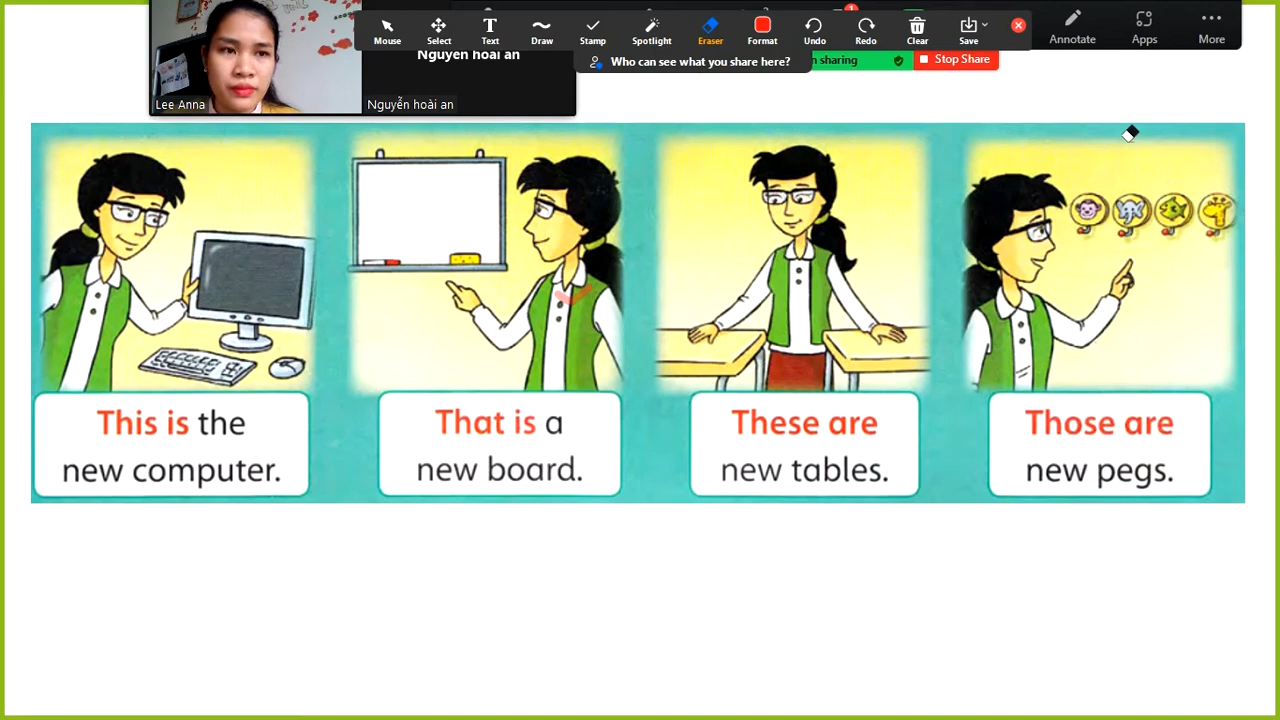 Mouse
Select
Text
Draw
Stamp
Spotlight
Eraser
Format
Undo
Redo
Clear
Save
Annotate
Apps
More
Nguyễn hoài an
Who can see what you share here?
sharing
Stop Share
Lee Anna
Nguyễn hoài an
This is the
new computer.
That is a
new board.
These are
new tables.
Those are
new pegs.